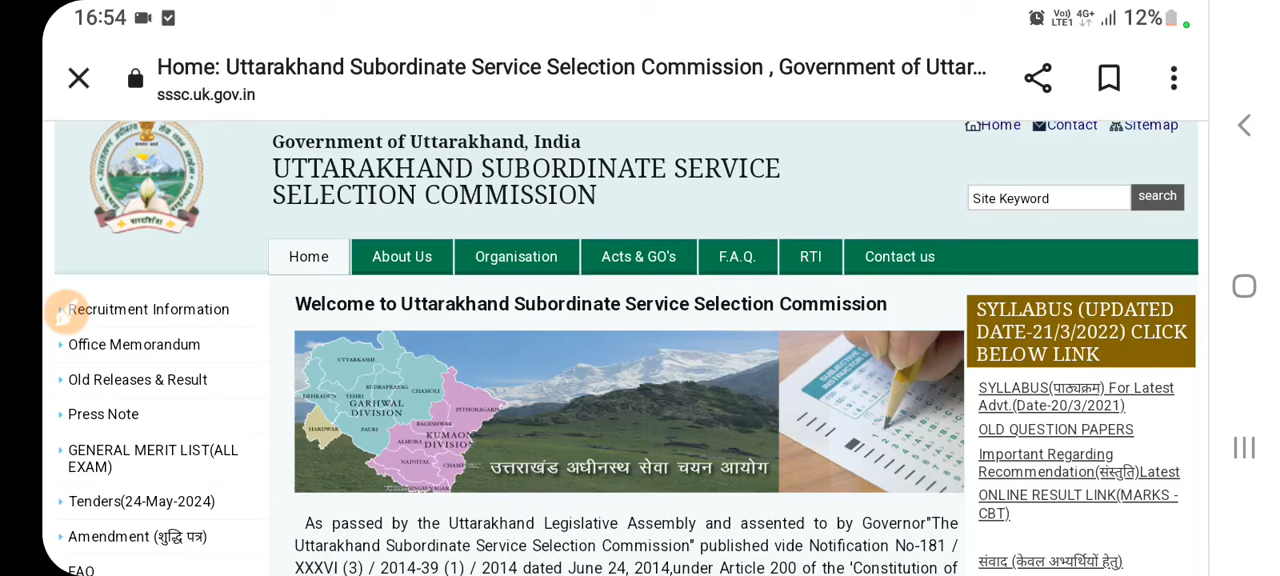 16:54
Vo)) 4G+
LTE1
12%
Home: Uttarakhand Subordinate Service Selection Commission , Government of Uttar...
sssc.uk.gov.in
Home Contact Sitemap
Government of Uttarakhand, India
UTTARAKHAND SUBORDINATE SERVICE
SELECTION COMMISSION
Site Keyword search
Home About Us Organisation Acts & GO's F.A.Q. RTI Contact us
Recruitment Information
Office Memorandum
Old Releases & Result
Press Note
GENERAL MERIT LIST(ALL
EXAM)
Tenders(24-May-2024)
Amendment (शुद्धि पत्र)
FAQ
Welcome to Uttarakhand Subordinate Service Selection Commission
UTTARKASHI
RUDRAPRAYAG
CHAMOLI
DEHRADUN
TEHRI
GARHWAL
DIVISION
PITHORAGARH
HARDWAR
PAURI
BAGESHWAR
ALMORA
KUMAON
DIVISION
NAINITAL
उत्तराखंड अधीनस्थ सेवा चयन आयोग
As passed by the Uttarakhand Legislative Assembly and assented to by Governor"The
Uttarakhand Subordinate Service Selection Commission" published vide Notification No-181 /
XXXVI (3) / 2014-39 (1) / 2014 dated June 24, 2014,under Article 200 of the 'Constitution of
SYLLABUS (UPDATED
DATE-21/3/2022) CLICK
BELOW LINK
SYLLABUS(पाठ्यक्रम) For Latest
Advt.(Date-20/3/2021)
OLD QUESTION PAPERS
Important Regarding
Recommendation(संस्तुति)Latest
ONLINE RESULT LINK(MARKS -
CBT)
संवाद (केवल अभ्यर्थियों हेतु)